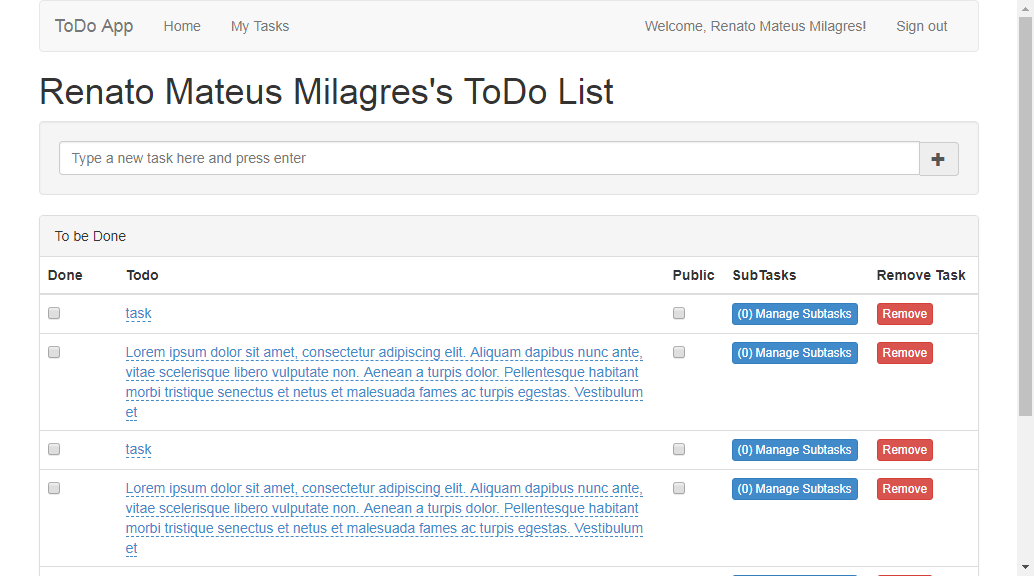 ToDo App Home My Tasks Welcome, Renato Mateus Milagres! Sign out
Renato Mateus Milagres's ToDo List
Type a new task here and press enter
To be Done
Done Todo Public SubTasks Remove Task
task (0) Manage Subtasks Remove
Lorem ipsum dolor sit amet, consectetur adipiscing elit. Aliquam dapibus nunc ante, (0) Manage Subtasks Remove
vitae scelerisque libero vulputate non. Aenean a turpis dolor. Pellentesque habitant
morbi tristique senectus et netus et malesuada fames ac turpis egestas. Vestibulum
et
task (0) Manage Subtasks Remove
Lorem ipsum dolor sit amet, consectetur adipiscing elit. Aliquam dapibus nunc ante, (0) Manage Subtasks Remove
vitae scelerisque libero vulputate non. Aenean a turpis dolor. Pellentesque habitant
morbi tristique senectus et netus et malesuada fames ac turpis egestas. Vestibulum
et